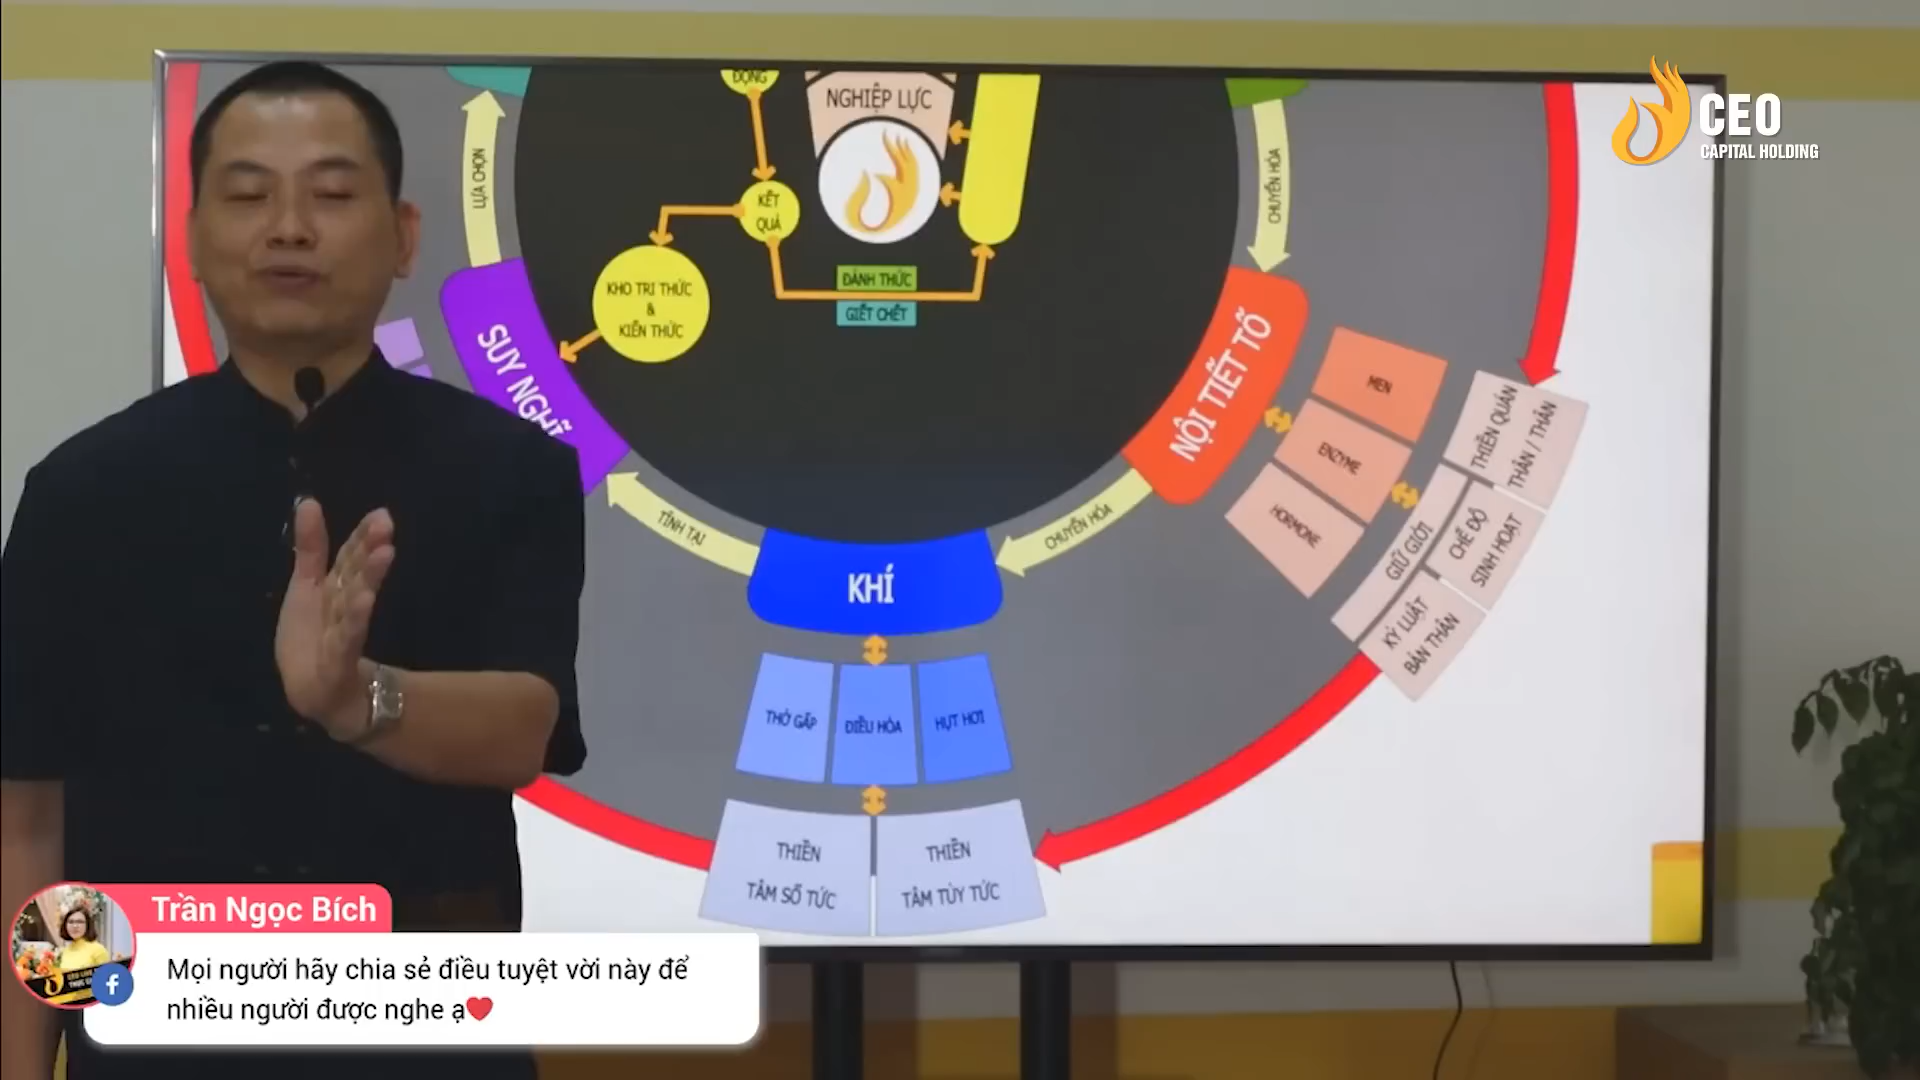 CEO
CAPITAL HOLDING
ĐỘNG
NGHIỆP LỰC
LỰA CHỌN
CHUYỂN HÓA
KẾT
QUẢ
KHO TRI THỨC
&
KIẾN THỨC
ĐÁNH THỨC
GIẾT CHẾT
SUY NGHĨ
NỘI TIẾT TỐ
MEN
ENZYME
HORMONE
THIỀN QUÁN
THÂN / THÂN
GIỮ GIỚI
CHẾ ĐỘ
SINH HOẠT
KỶ LUẬT
BẢN THÂN
TĨNH TẠI
CHUYỂN HÓA
KHÍ
THỞ GẤP
ĐIỀU HÒA
HỤT HƠI
THIỀN
TÂM SỔ TỨC
THIỀN
TÂM TÙY TỨC
Trần Ngọc Bích
Mọi người hãy chia sẻ điều tuyệt vời này để
nhiều người được nghe ạ❤️